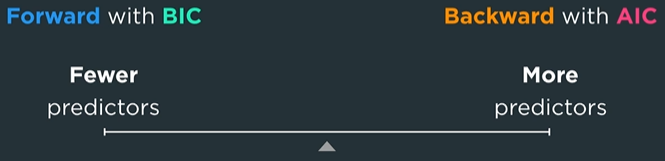 Forward with BIC
Backward with AIC
Fewer
predictors
More
predictors